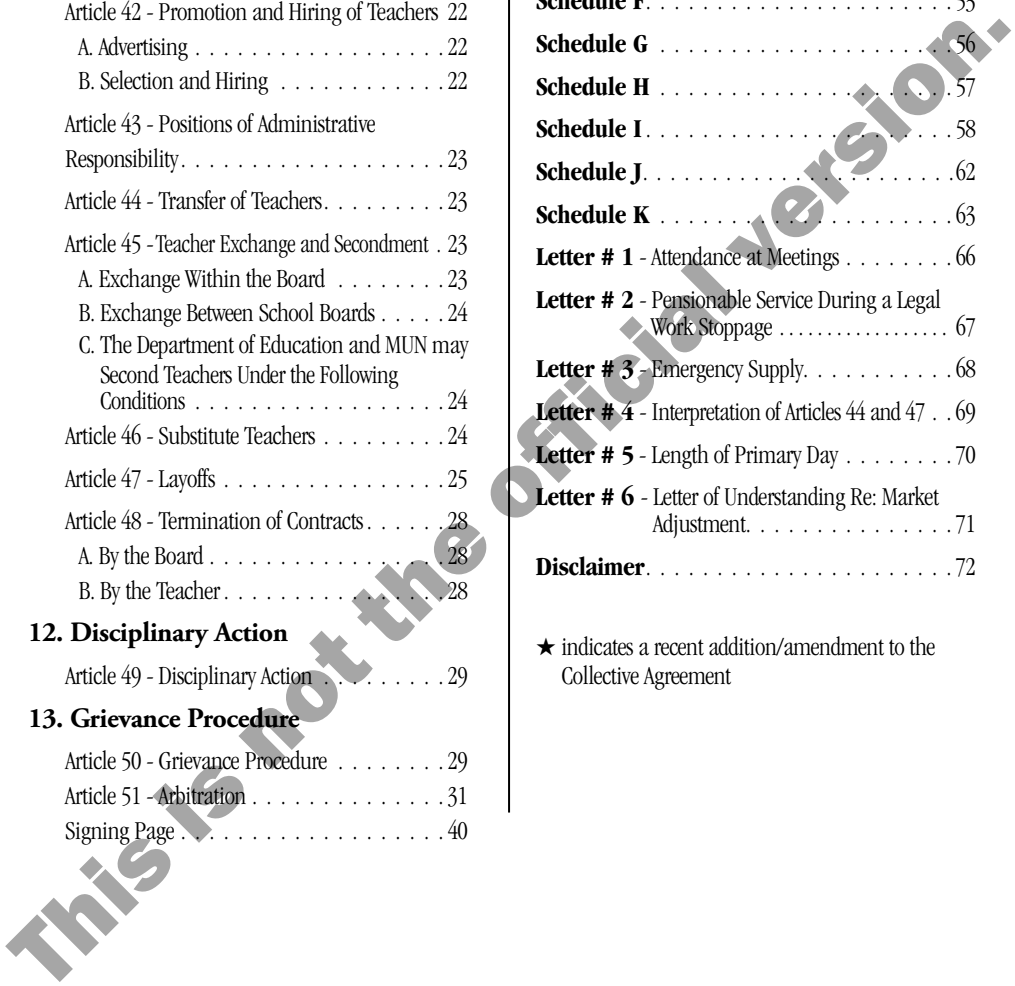 Article 42 - Promotion and Hiring of Teachers 22
A. Advertising . . . . . . . . . . . . . . . . . . . . 22
B. Selection and Hiring . . . . . . . . . . . . 22
Article 43 - Positions of Administrative
Responsibility. . . . . . . . . . . . . . . . . . . 23
Article 44 - Transfer of Teachers. . . . . . . . . 23
Article 45 -Teacher Exchange and Secondment . 23
A. Exchange Within the Board . . . . . . . . 23
B. Exchange Between School Boards . . . . . 24
C. The Department of Education and MUN may
Second Teachers Under the Following
Conditions . . . . . . . . . . . . . . . . . . 24
Article 46 - Substitute Teachers . . . . . . . . . 24
Article 47 - Layoffs . . . . . . . . . . . . . . . . 25
Article 48 - Termination of Contracts . . . . . . 28
A. By the Board . . . . . . . . . . . . . . . . . 28
B. By the Teacher . . . . . . . . . . . . . . . . 28
12. Disciplinary Action
Article 49 - Disciplinary Action . . . . . . . . . 29
13. Grievance Procedure
Article 50 - Grievance Procedure . . . . . . . . 29
Article 51 - Arbitration . . . . . . . . . . . . . . 31
Signing Page . . . . . . . . . . . . . . . . . . . 40
Schedule F. . . . . . . . . . . . . . . . . . . . . . 55
Schedule G . . . . . . . . . . . . . . . . . . . . . 56
Schedule H . . . . . . . . . . . . . . . . . . . . . 57
Schedule I. . . . . . . . . . . . . . . . . . . . . . 58
Schedule J. . . . . . . . . . . . . . . . . . . . . . 62
Schedule K . . . . . . . . . . . . . . . . . . . . . 63
Letter # 1 - Attendance at Meetings . . . . . . . . 66
Letter # 2 - Pensionable Service During a Legal
Work Stoppage . . . . . . . . . . . . . . . . . 67
Letter # 3 - Emergency Supply. . . . . . . . . . . 68
Letter # 4 - Interpretation of Articles 44 and 47 . . 69
Letter # 5 - Length of Primary Day . . . . . . . . 70
Letter # 6 - Letter of Understanding Re: Market
Adjustment. . . . . . . . . . . . . . . 71
Disclaimer. . . . . . . . . . . . . . . . . . . . . . 72
★ indicates a recent addition/amendment to the
Collective Agreement
This is not the official version.